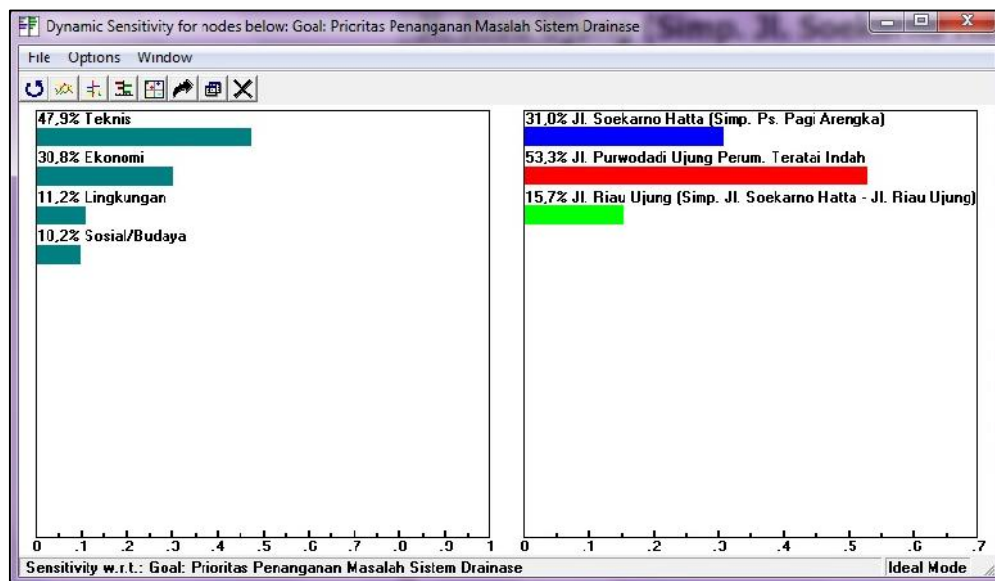 Dynamic Sensitivity for nodes below: Goal: Prioritas Penanganan Masalah Sistem Drainase
File Options Window
47,9% Teknis
30,8% Ekonomi
11,2% Lingkungan
10,2% Sosial/Budaya
0 .1 .2 .3 .4 .5 .6 .7 .8 .9 1
31,0% Jl. Soekarno Hatta (Simp. Ps. Pagi Arengka)
53,3% Jl. Purwodadi Ujung Perum. Teratai Indah
15,7% Jl. Riau Ujung (Simp. Jl. Soekarno Hatta - Jl. Riau Ujung)
0 .1 .2 .3 .4 .5 .6 .7
Sensitivity w.r.t.: Goal: Prioritas Penanganan Masalah Sistem Drainase
Ideal Mode